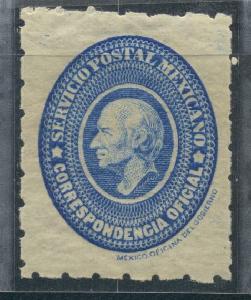 SERVICIO POSTAL MEXICANO
CORRESPONDENCIA OFICIAL
MEXICO, OFICINA DEL GOBIERNO